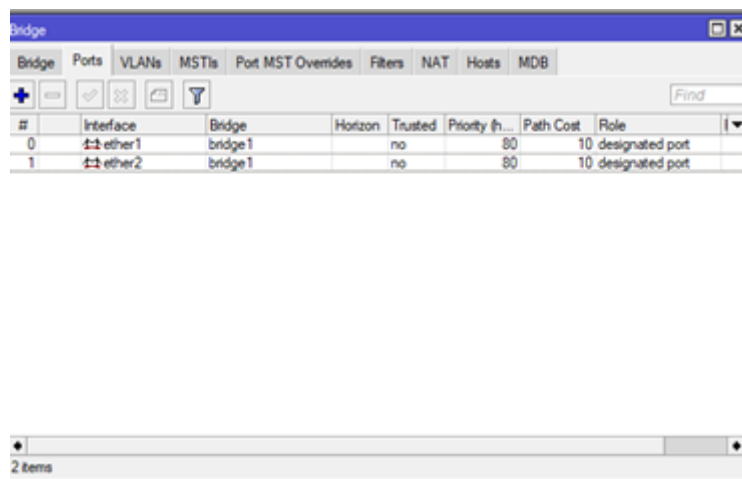 Bridge
Bridge Ports VLANs MSTIs Port MST Overrides Filters NAT Hosts MDB
Find
# Interface Bridge Horizon Trusted Priority (h... Path Cost Role
0 ether1 bridge1 no 80 10 designated port
1 ether2 bridge1 no 80 10 designated port
2 items